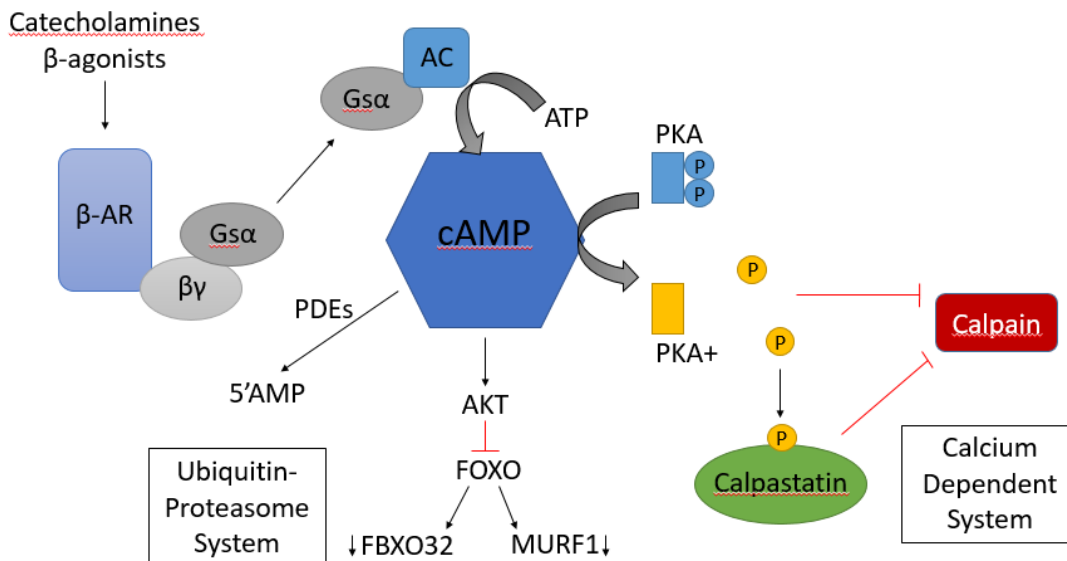 Catecholamines
β-agonists
AC
Gsα
ATP
PKA
P
P
β-AR
Gsα
βγ
cAMP
P
PDEs
PKA+
P
Calpain
5'AMP
AKT
P
Ubiquitin-
Proteasome
System
FOXO
Calpastatin
Calcium
Dependent
System
↓FBXO32
MURF1↓